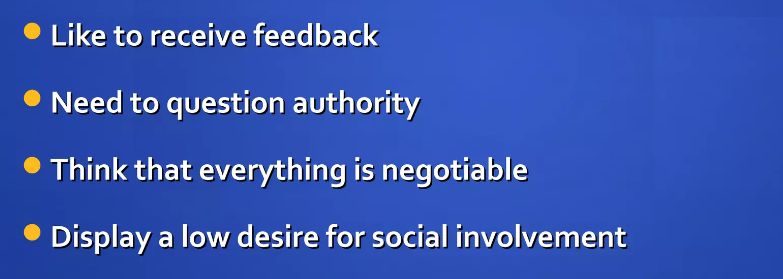 Like to receive feedback
Need to question authority
Think that everything is negotiable
Display a low desire for social involvement